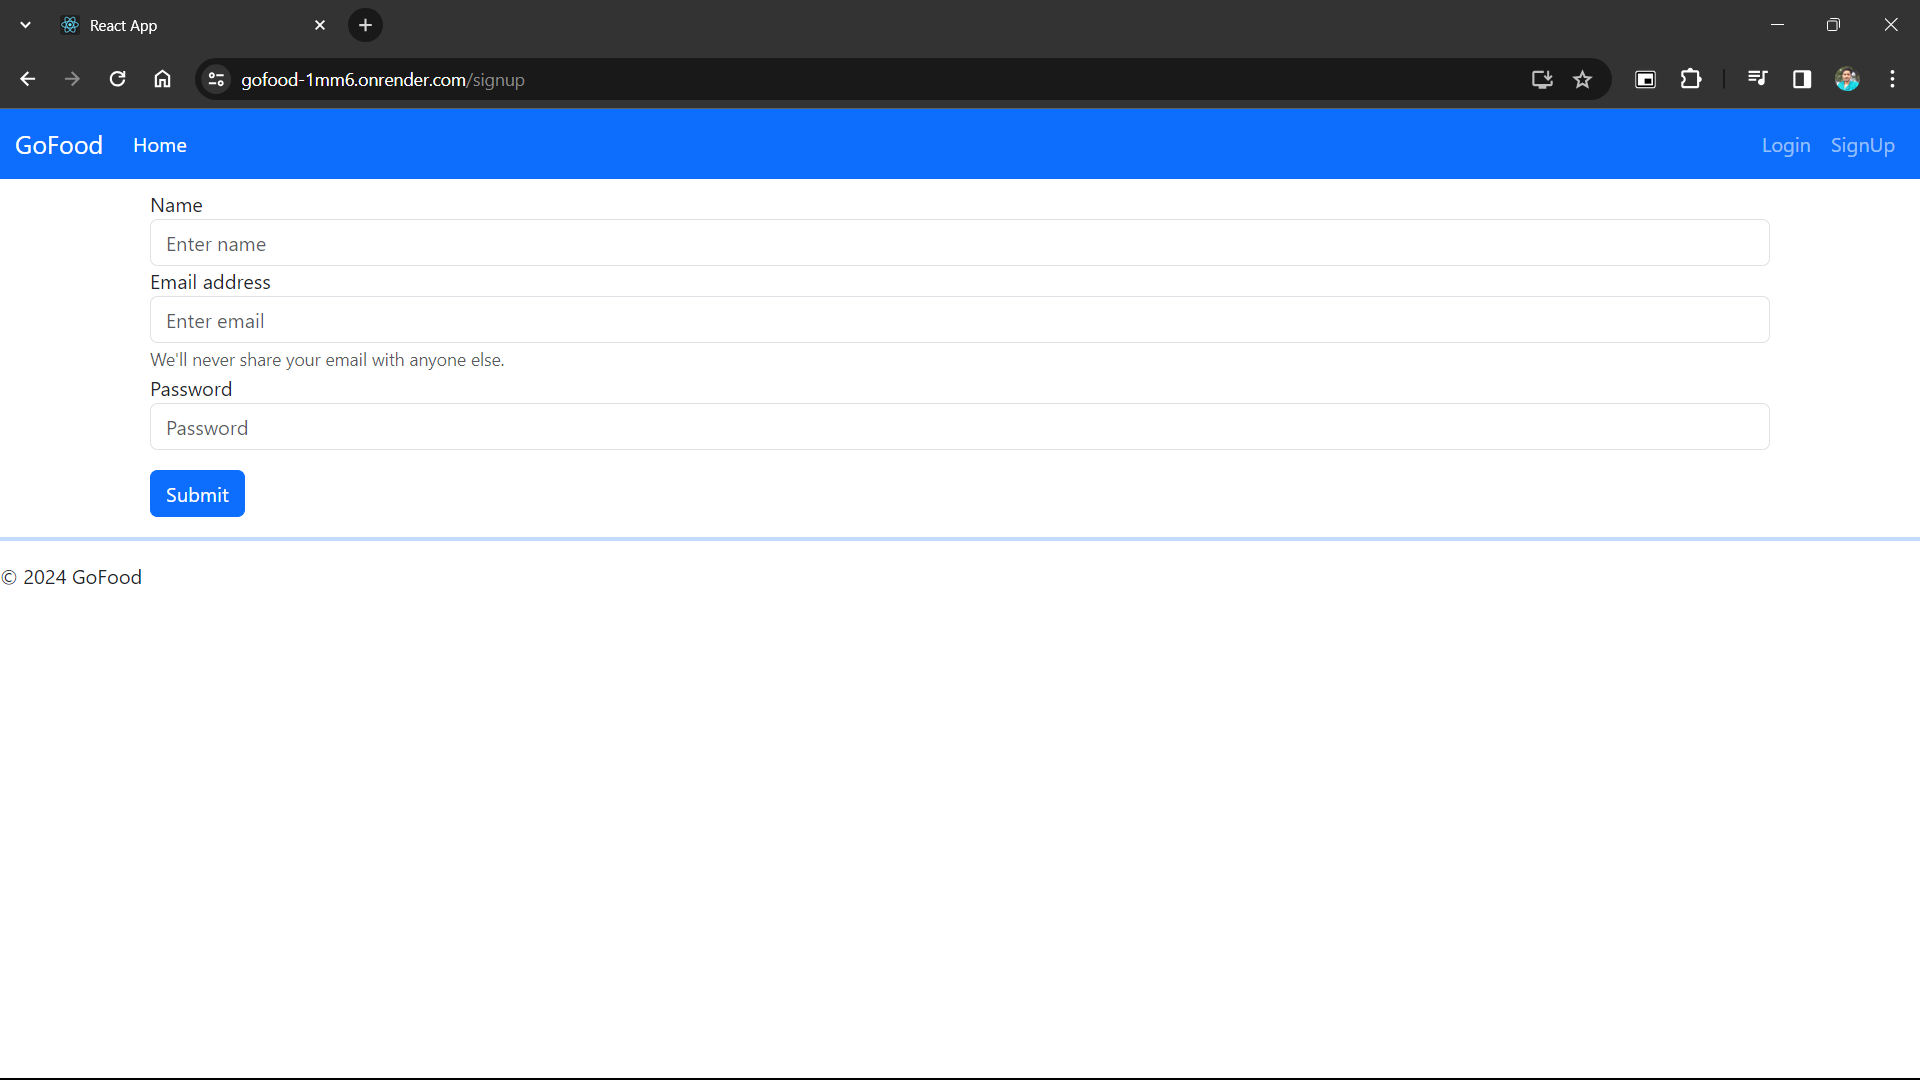 React App
gofood-1mm6.onrender.com/signup
GoFood Home Login SignUp
Name
Enter name
Email address
Enter email
We'll never share your email with anyone else.
Password
Password
Submit
© 2024 GoFood